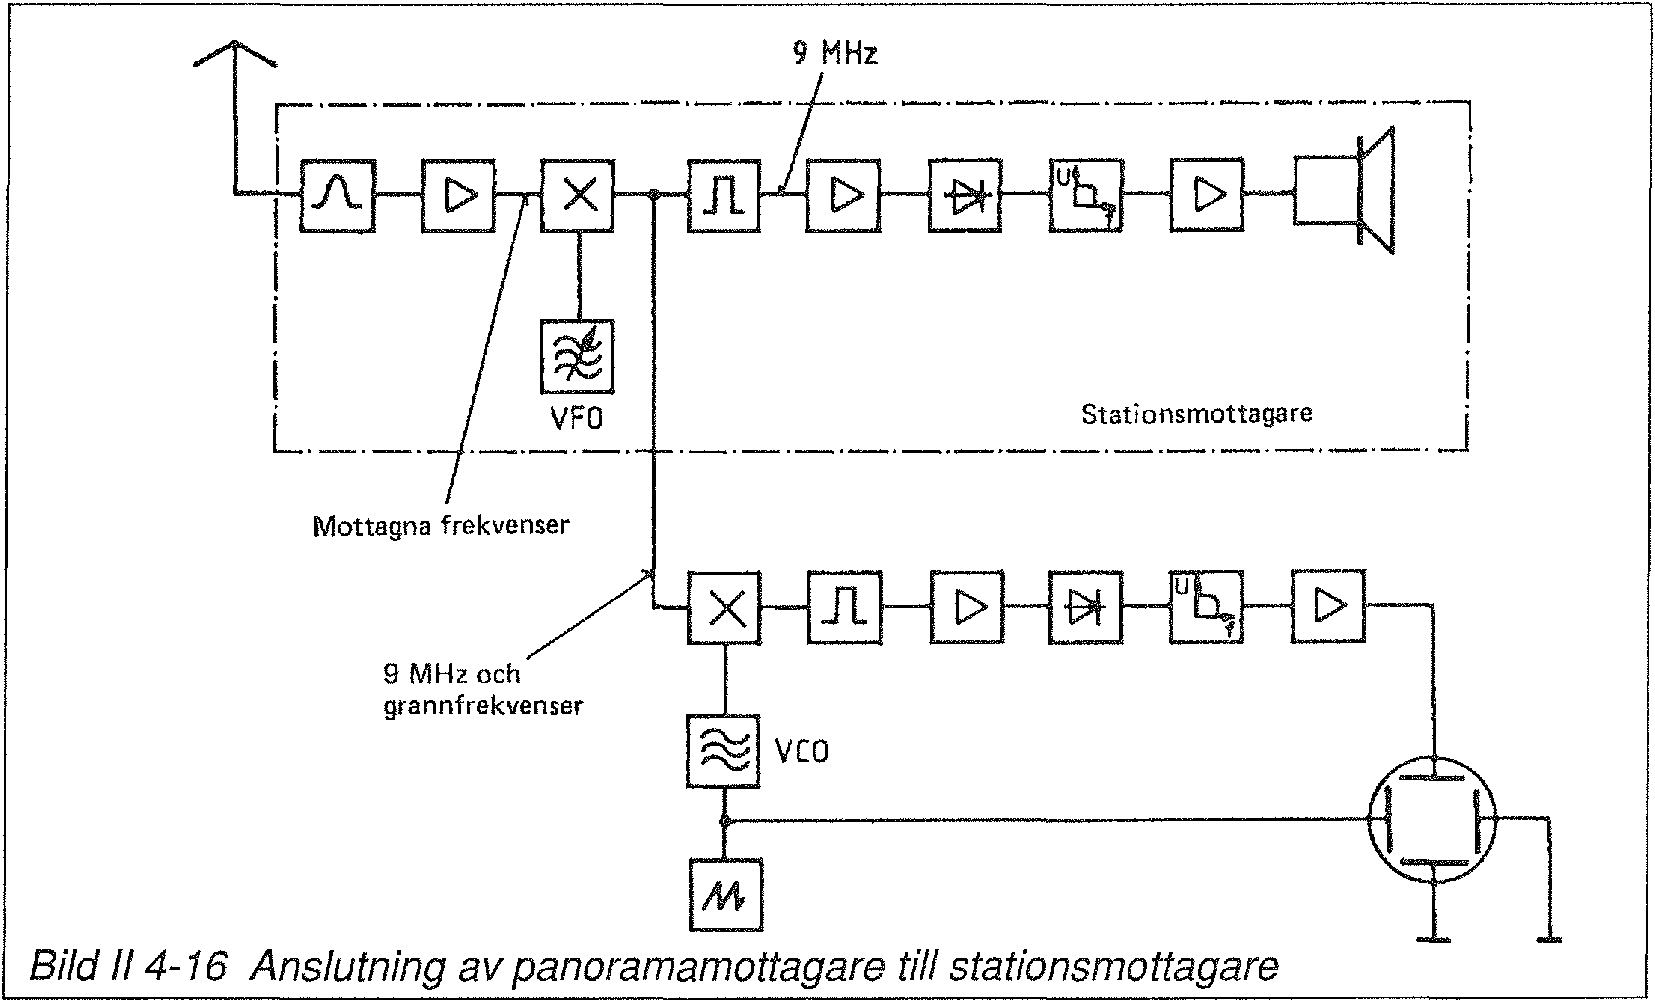 9 MHz
U
f
VFO
Stationsmottagare
Mottagna frekvenser
U
f
9 MHz och
grannfrekvenser
VCO
Bild II 4-16 Anslutning av panoramamottagare till stationsmottagare